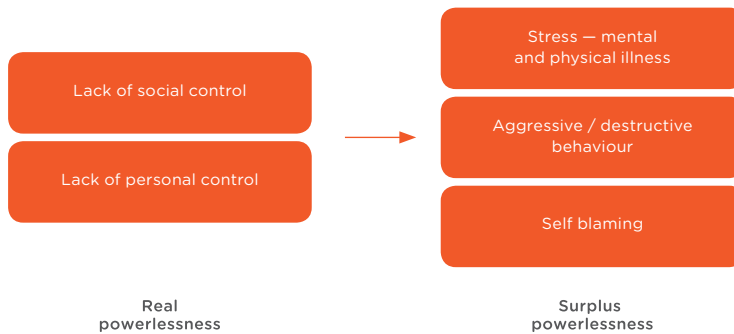 Lack of social control
Lack of personal control
Stress — mental
and physical illness
Aggressive / destructive
behaviour
Self blaming
Real
powerlessness
Surplus
powerlessness